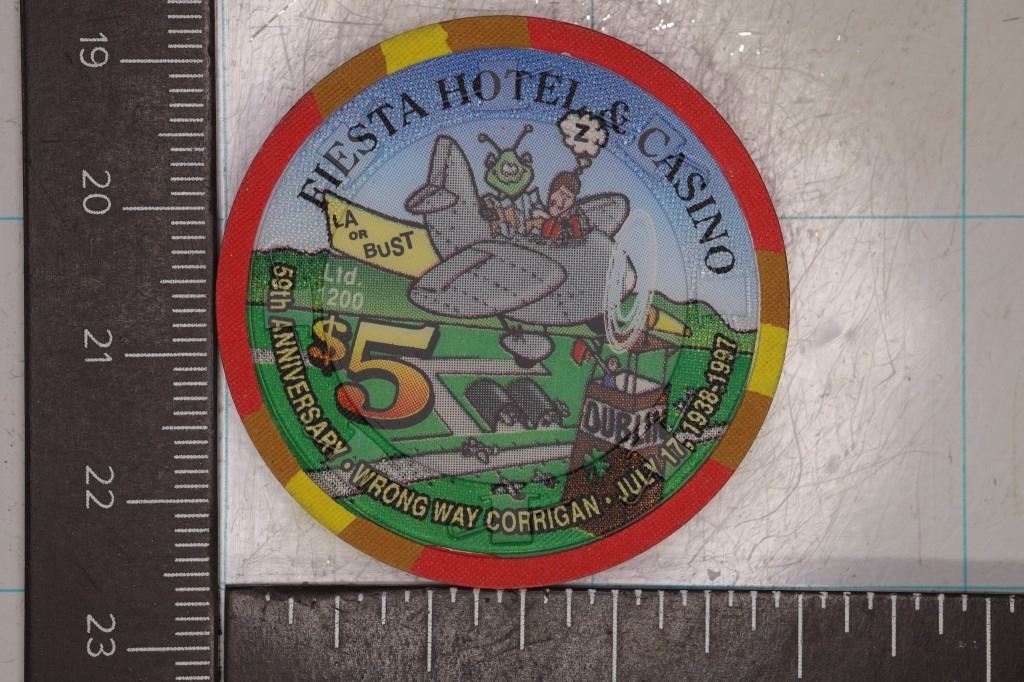 FIESTA HOTEL & CASINO
Z
LA
OR
BUST
Ltd.
200
$5
DUBLIN
59th ANNIVERSARY • WRONG WAY CORRIGAN • JULY 17, 1938-1997
19
20
21
22
23